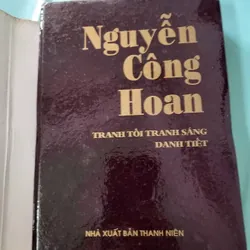 Nguyễn
Công
Hoan
TRANH TỐI TRANH SÁNG
DANH TIẾT
NHÀ XUẤT BẢN THANH NIÊN